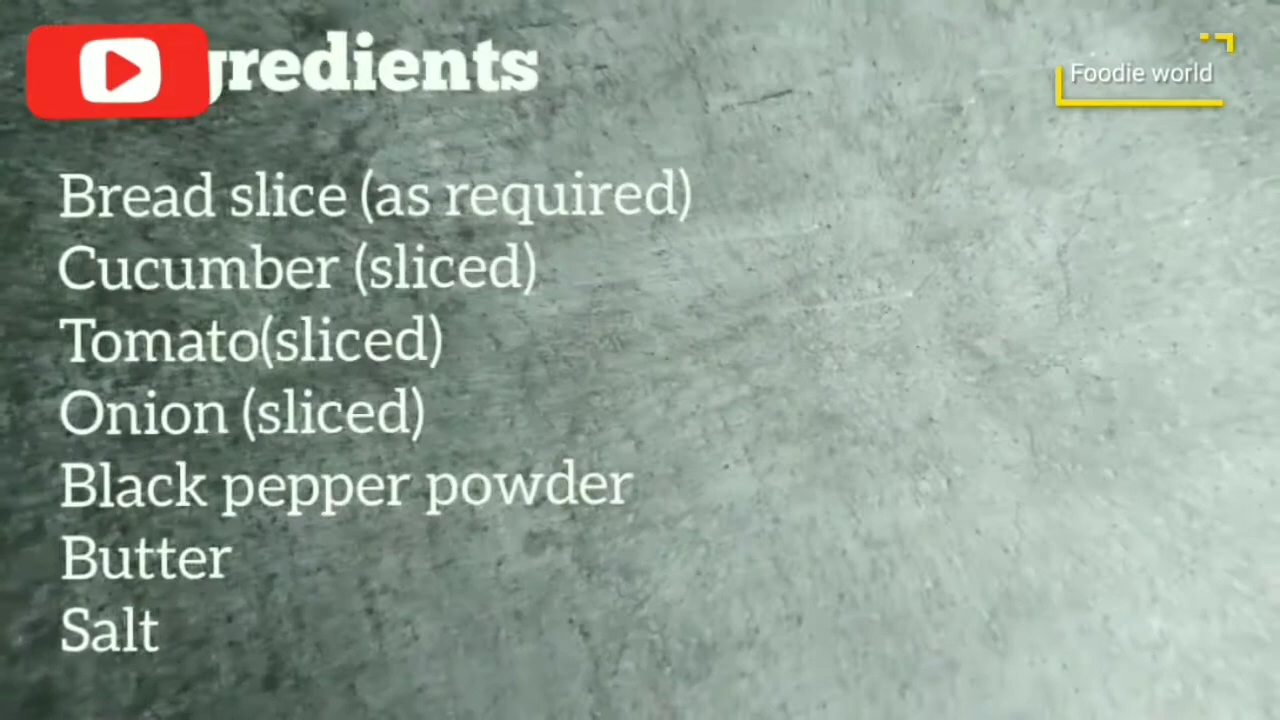 gredients
Foodie world
Bread slice (as required)
Cucumber (sliced)
Tomato(sliced)
Onion (sliced)
Black pepper powder
Butter
Salt